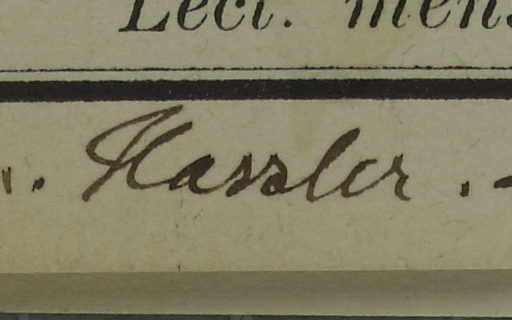 Lect. mens
. Hassler . -